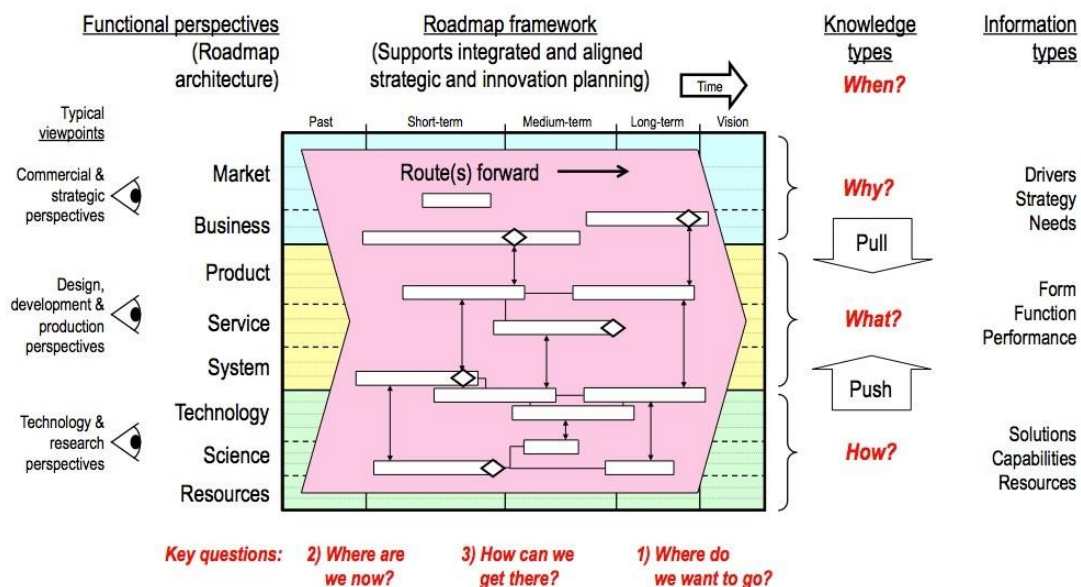 Functional perspectives
(Roadmap
architecture)
Roadmap framework
(Supports integrated and aligned
strategic and innovation planning)
Time
Knowledge
types
When?
Information
types
Typical
viewpoints
Past
Short-term
Medium-term
Long-term
Vision
Commercial &
strategic
perspectives
Market
Business
Route(s) forward
Why?
Drivers
Strategy
Needs
Pull
Design,
development &
production
perspectives
Product
Service
System
What?
Form
Function
Performance
Push
Technology &
research
perspectives
Technology
Science
Resources
How?
Solutions
Capabilities
Resources
Key questions:
2) Where are
we now?
3) How can we
get there?
1) Where do
we want to go?